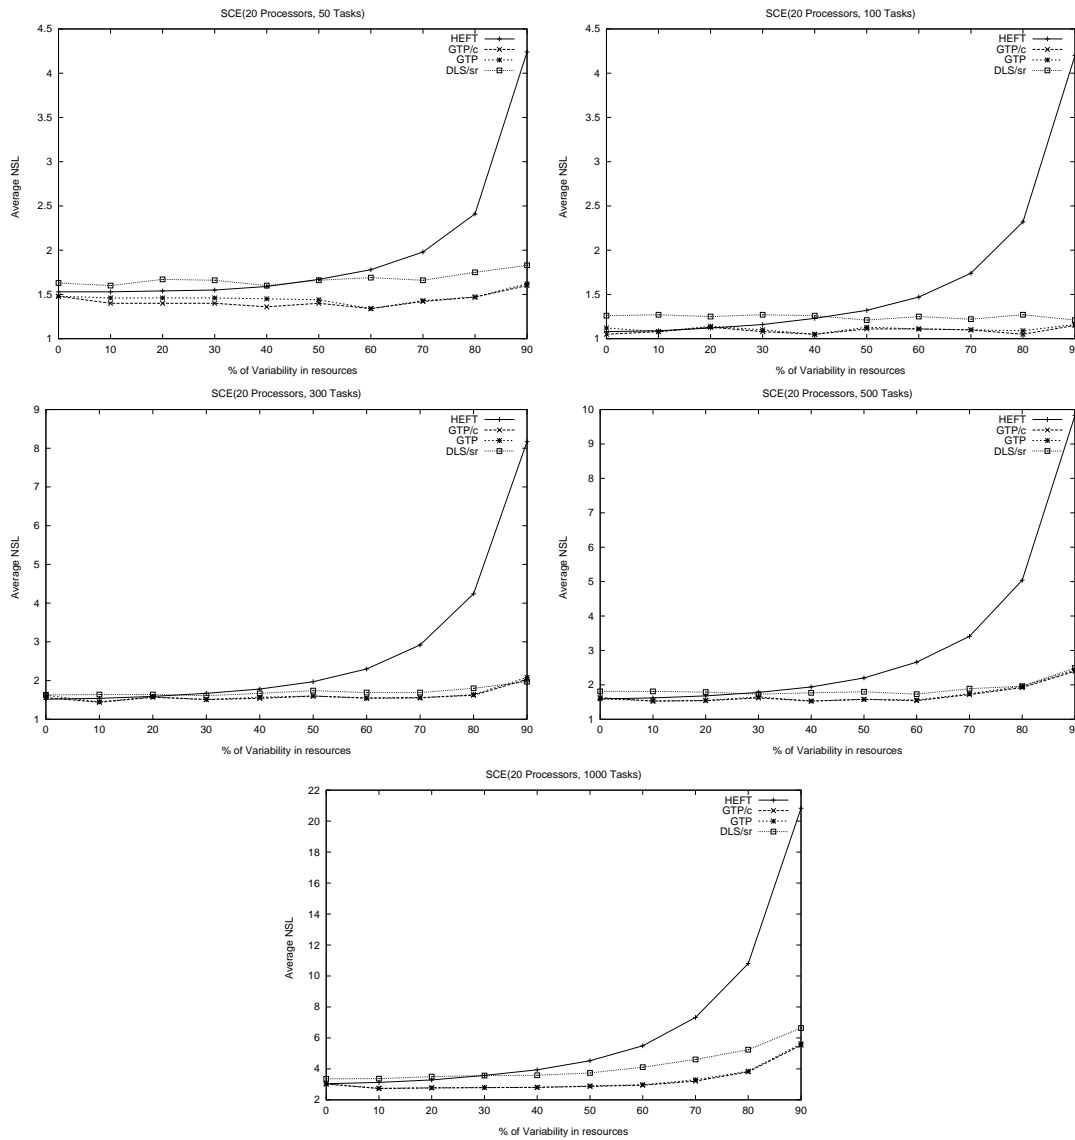 SCE(20 Processors, 50 Tasks)
4.5
4
3.5
3
2.5
2
1.5
1
0 10 20 30 40 50 60 70 80 90
Average NSL
% of Variability in resources
HEFT
GTP/c
GTP
DLS/sr
SCE(20 Processors, 100 Tasks)
4.5
4
3.5
3
2.5
2
1.5
1
0 10 20 30 40 50 60 70 80 9
Average NSL
% of Variability in resources
HEFT
GTP/c
GTP
DLS/sr
SCE(20 Processors, 300 Tasks)
9
8
7
6
5
4
3
2
1
0 10 20 30 40 50 60 70 80 90
Average NSL
% of Variability in resources
HEFT
GTP/c
GTP
DLS/sr
SCE(20 Processors, 500 Tasks)
10
9
8
7
6
5
4
3
2
1
0 10 20 30 40 50 60 70 80 9
Average NSL
% of Variability in resources
HEFT
GTP/c
GTP
DLS/sr
SCE(20 Processors, 1000 Tasks)
22
20
18
16
14
12
10
8
6
4
2
0 10 20 30 40 50 60 70 80 90
Average NSL
% of Variability in resources
HEFT
GTP/c
GTP
DLS/sr